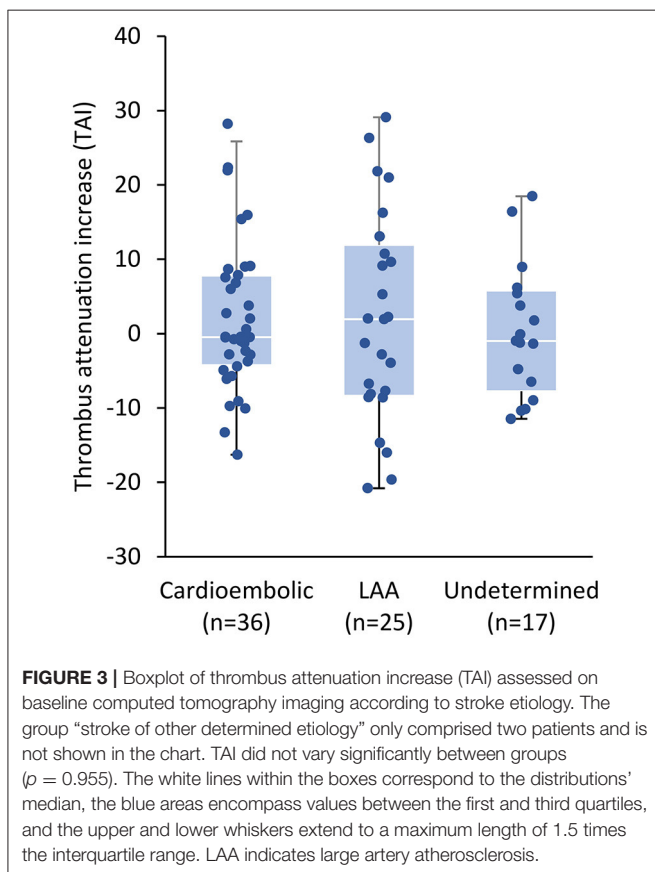 40
30
20
10
0
-10
-20
-30
Thrombus attenuation increase (TAI)
Cardioembolic LAA Undetermined
(n=36) (n=25) (n=17)
FIGURE 3 | Boxplot of thrombus attenuation increase (TAI) assessed on
baseline computed tomography imaging according to stroke etiology. The
group “stroke of other determined etiology” only comprised two patients and is
not shown in the chart. TAI did not vary significantly between groups
(p = 0.955). The white lines within the boxes correspond to the distributions’
median, the blue areas encompass values between the first and third quartiles,
and the upper and lower whiskers extend to a maximum length of 1.5 times
the interquartile range. LAA indicates large artery atherosclerosis.